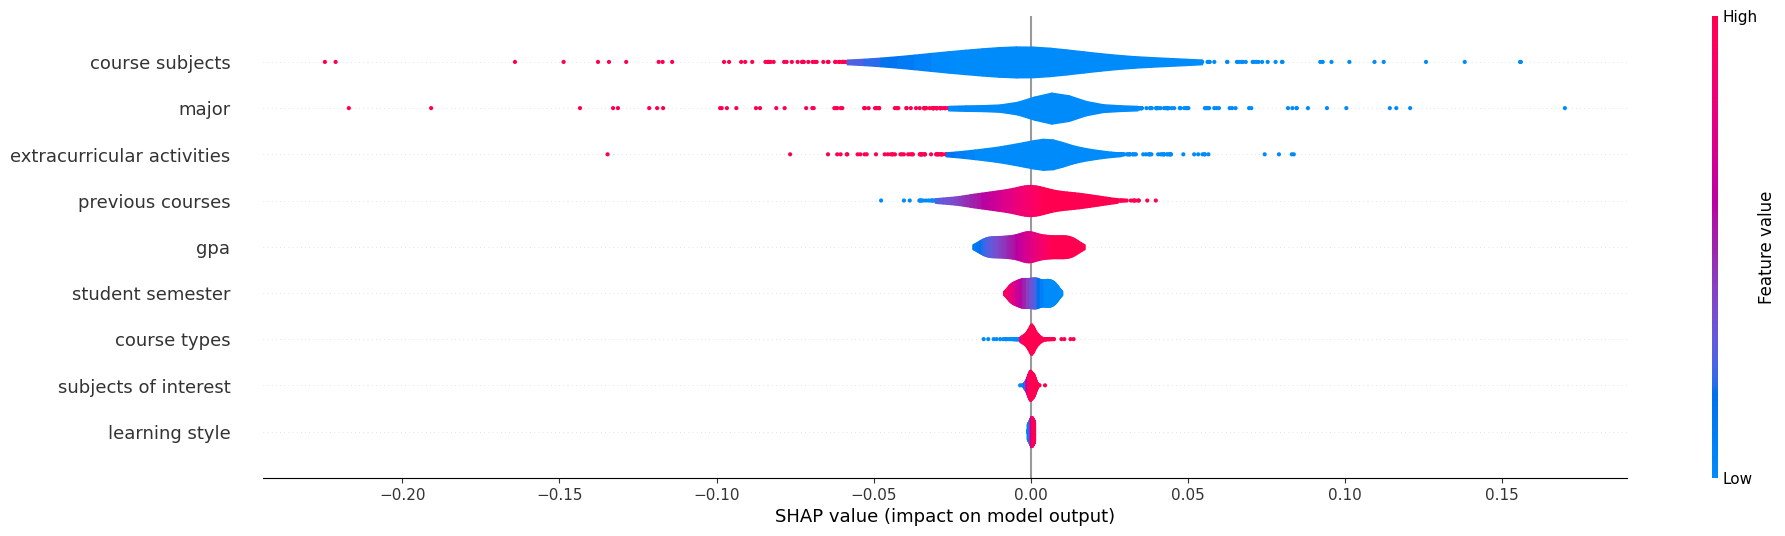 High
course subjects
major
extracurricular activities
previous courses
gpa
student semester
course types
subjects of interest
learning style
Feature value
Low
−0.20 −0.15 −0.10 −0.05 0.00 0.05 0.10 0.15
SHAP value (impact on model output)